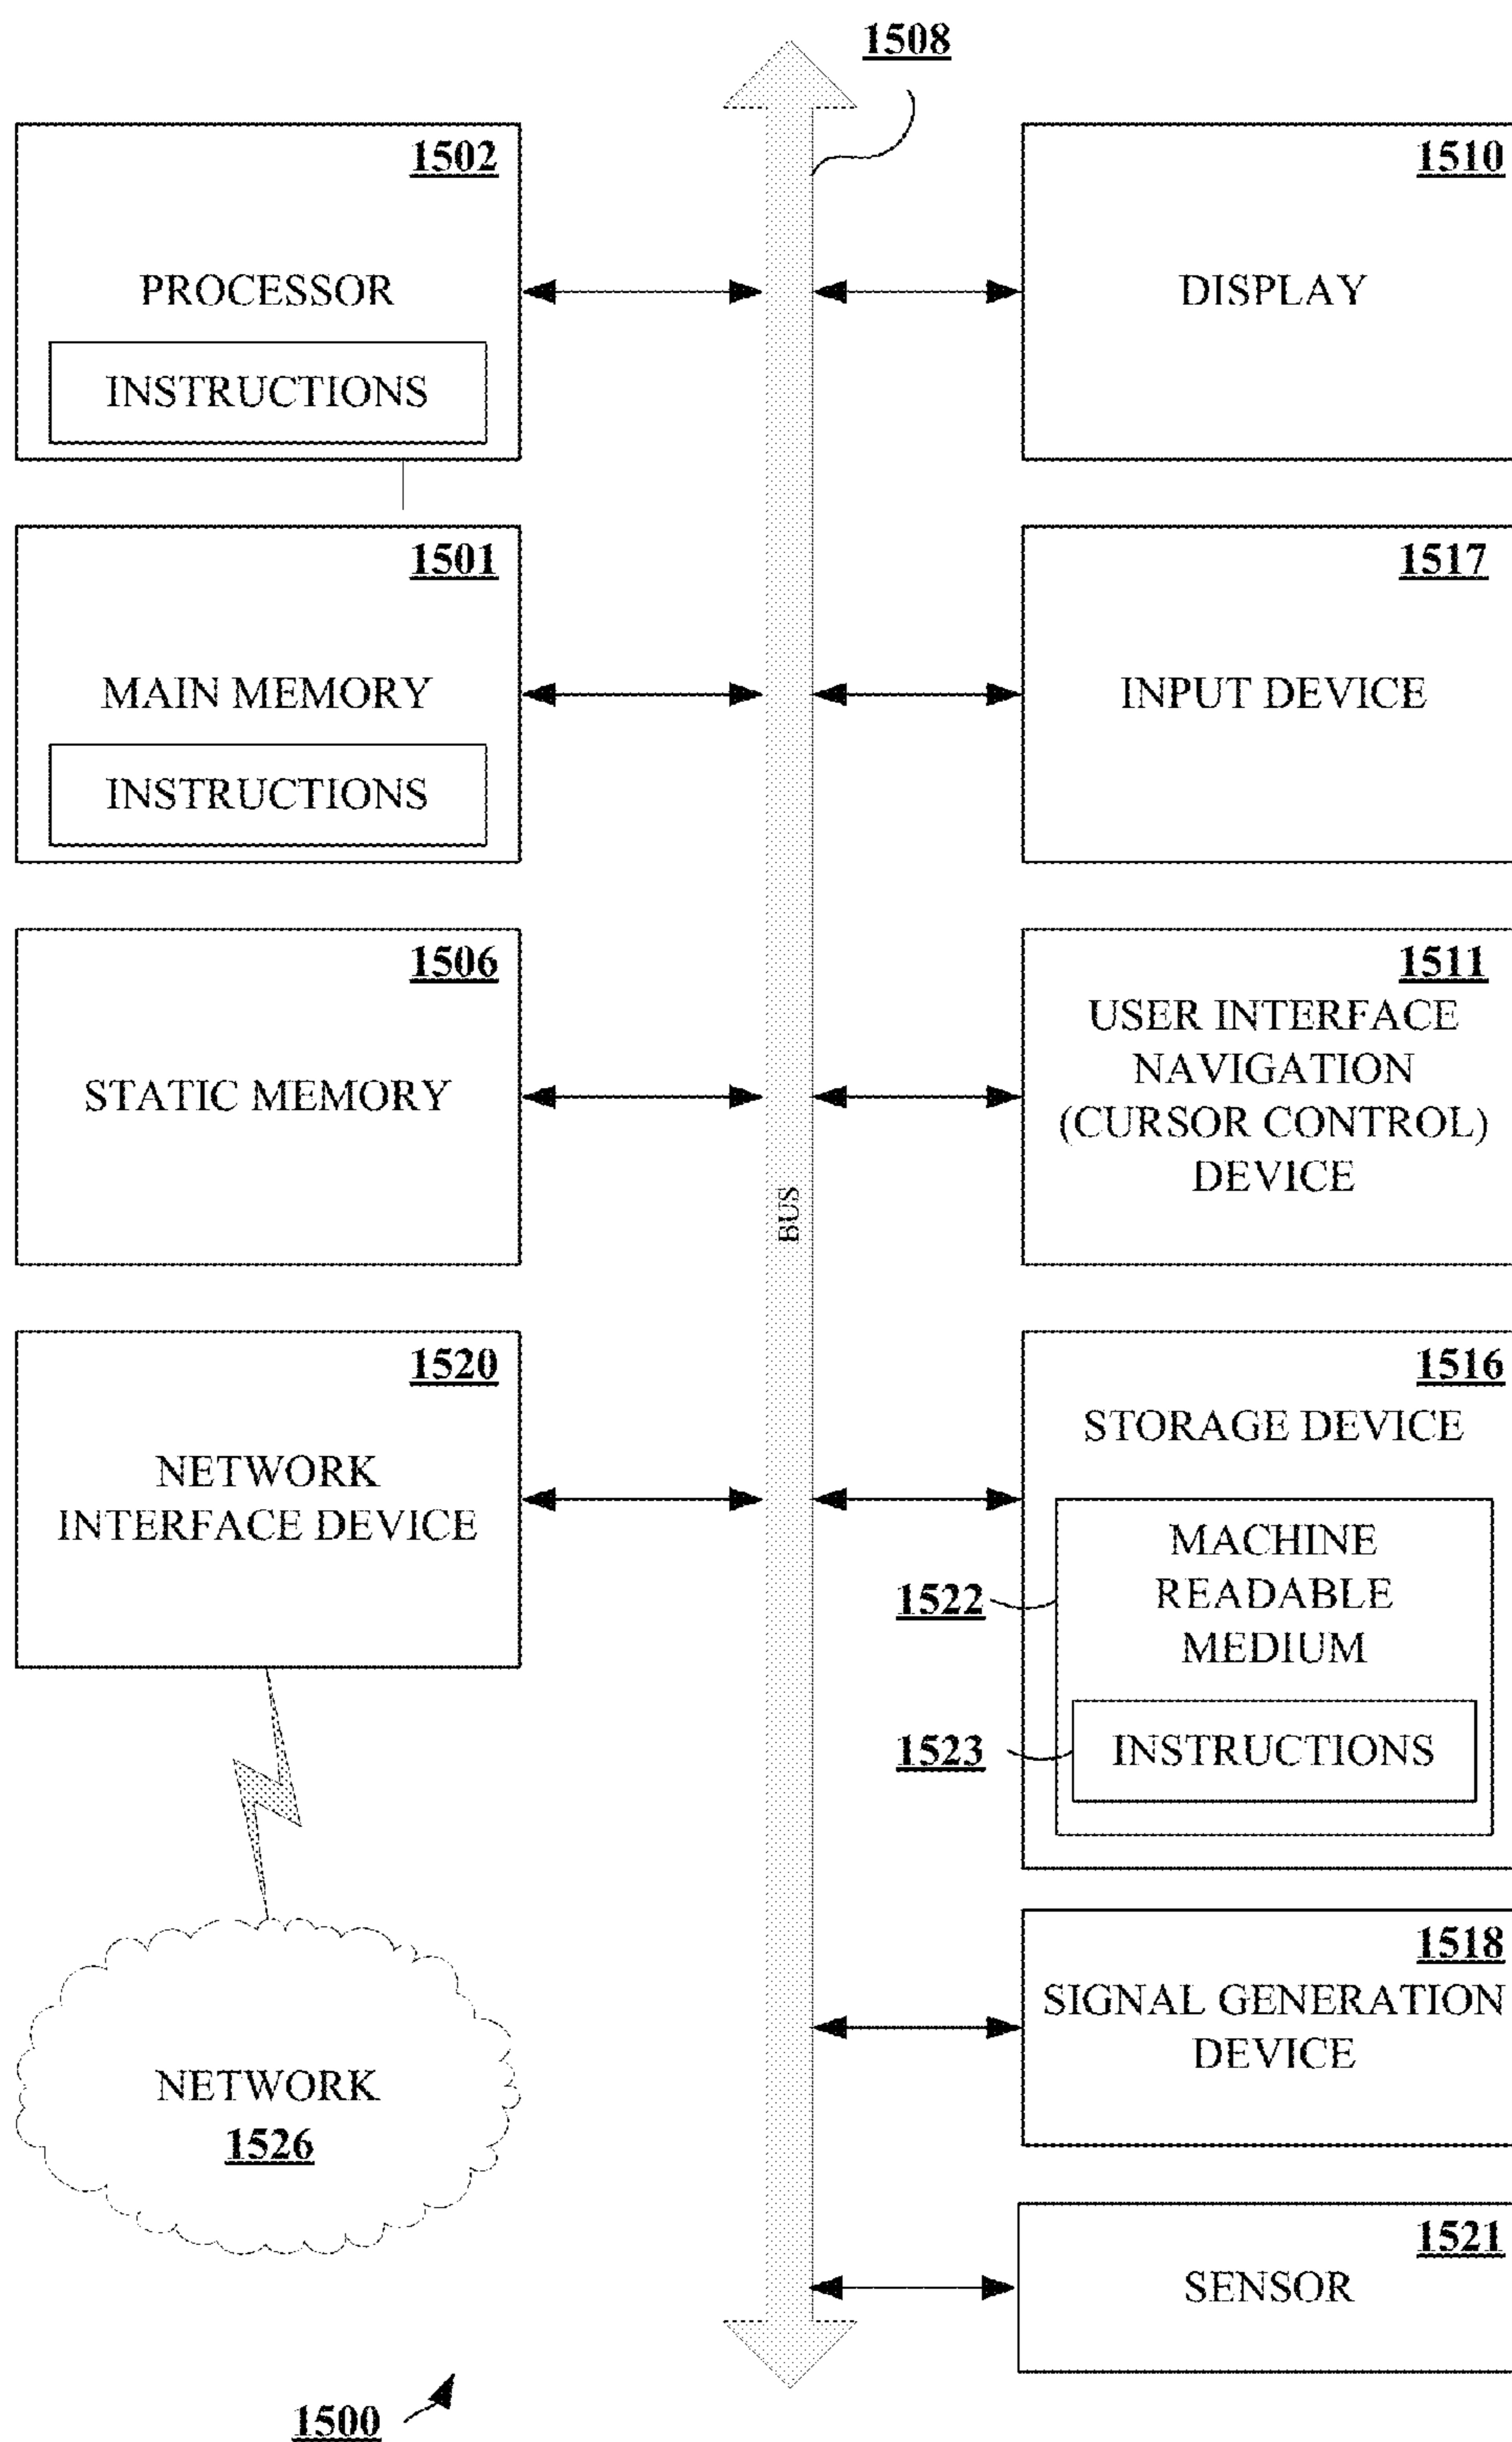 1508
1502
PROCESSOR
INSTRUCTIONS
1510
DISPLAY
1501
MAIN MEMORY
INSTRUCTIONS
1517
INPUT DEVICE
1506
STATIC MEMORY
1511
USER INTERFACE
NAVIGATION
(CURSOR CONTROL)
DEVICE
BUS
1520
NETWORK
INTERFACE DEVICE
1516
STORAGE DEVICE
MACHINE
READABLE
MEDIUM
1522
INSTRUCTIONS
1523
1518
SIGNAL GENERATION
DEVICE
NETWORK
1526
1521
SENSOR
1500